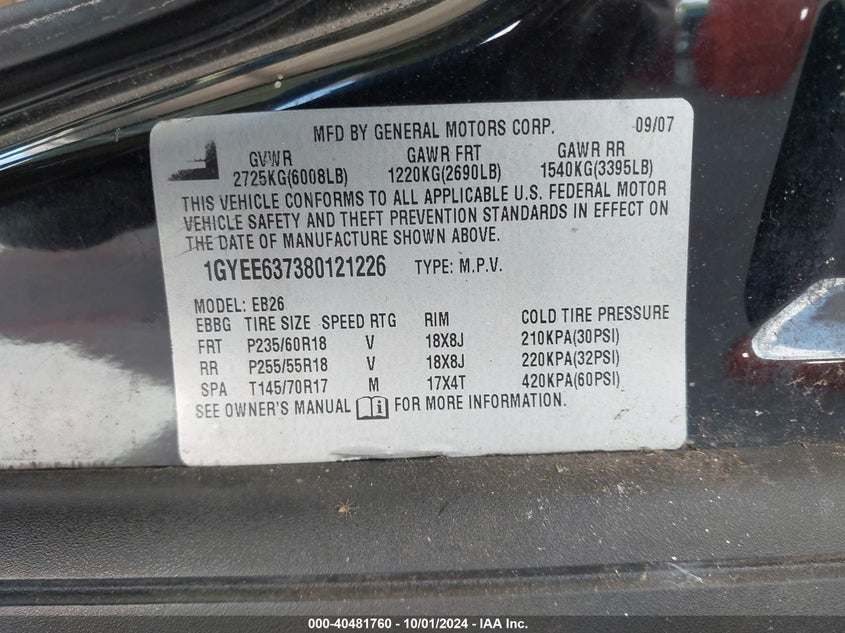 MFD BY GENERAL MOTORS CORP. 09/07
GVWR GAWR FRT GAWR RR
2725KG(6008LB) 1220KG(2690LB) 1540KG(3395LB)
THIS VEHICLE CONFORMS TO ALL APPLICABLE U.S. FEDERAL MOTOR
VEHICLE SAFETY AND THEFT PREVENTION STANDARDS IN EFFECT ON
THE DATE OF MANUFACTURE SHOWN ABOVE.
1GYEE637380121226 TYPE: M.P.V.
MODEL: EB26
EBBG TIRE SIZE SPEED RTG RIM COLD TIRE PRESSURE
FRT P235/60R18 V 18X8J 210KPA(30PSI)
RR P255/55R18 V 18X8J 220KPA(32PSI)
SPA T145/70R17 M 17X4T 420KPA(60PSI)
SEE OWNER'S MANUAL FOR MORE INFORMATION.
000-40481760 - 10/01/2024 - IAA Inc.